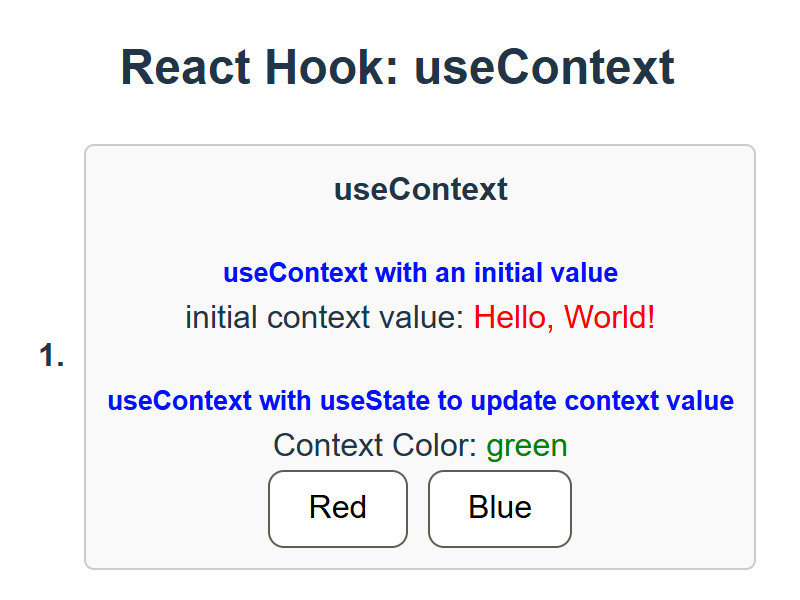 React Hook: useContext
1.
useContext
useContext with an initial value
initial context value: Hello, World!
useContext with useState to update context value
Context Color: green
Red Blue